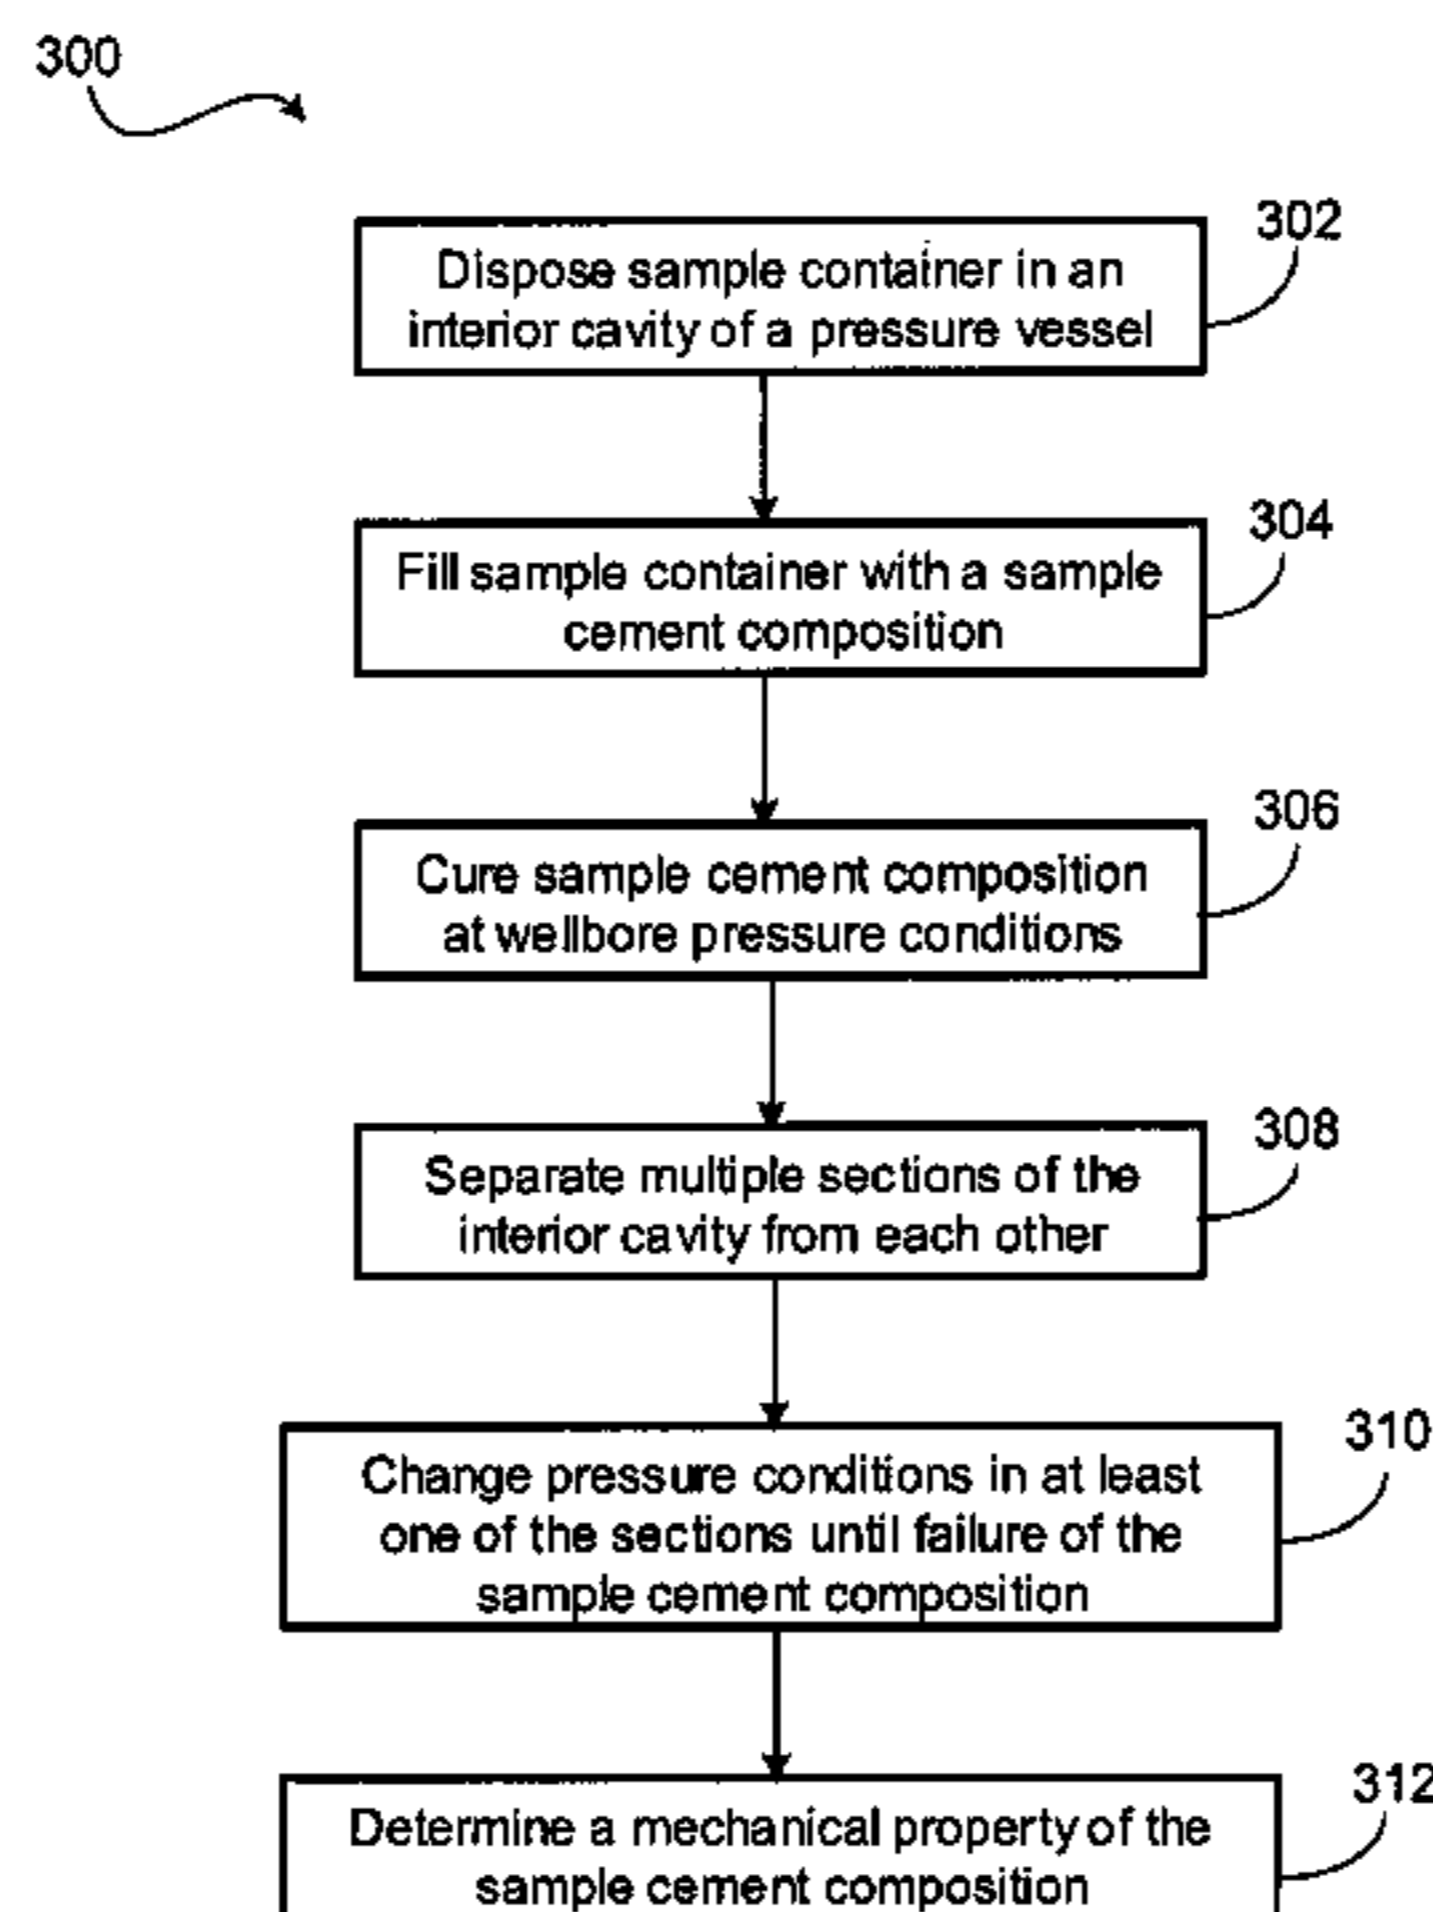 300
302
Dispose sample container in an
interior cavity of a pressure vessel
304
Fill sample container with a sample
cement composition
306
Cure sample cement composition
at wellbore pressure conditions
308
Separate multiple sections of the
interior cavity from each other
310
Change pressure conditions in at least
one of the sections until failure of the
sample cement composition
312
Determine a mechanical property of the
sample cement composition